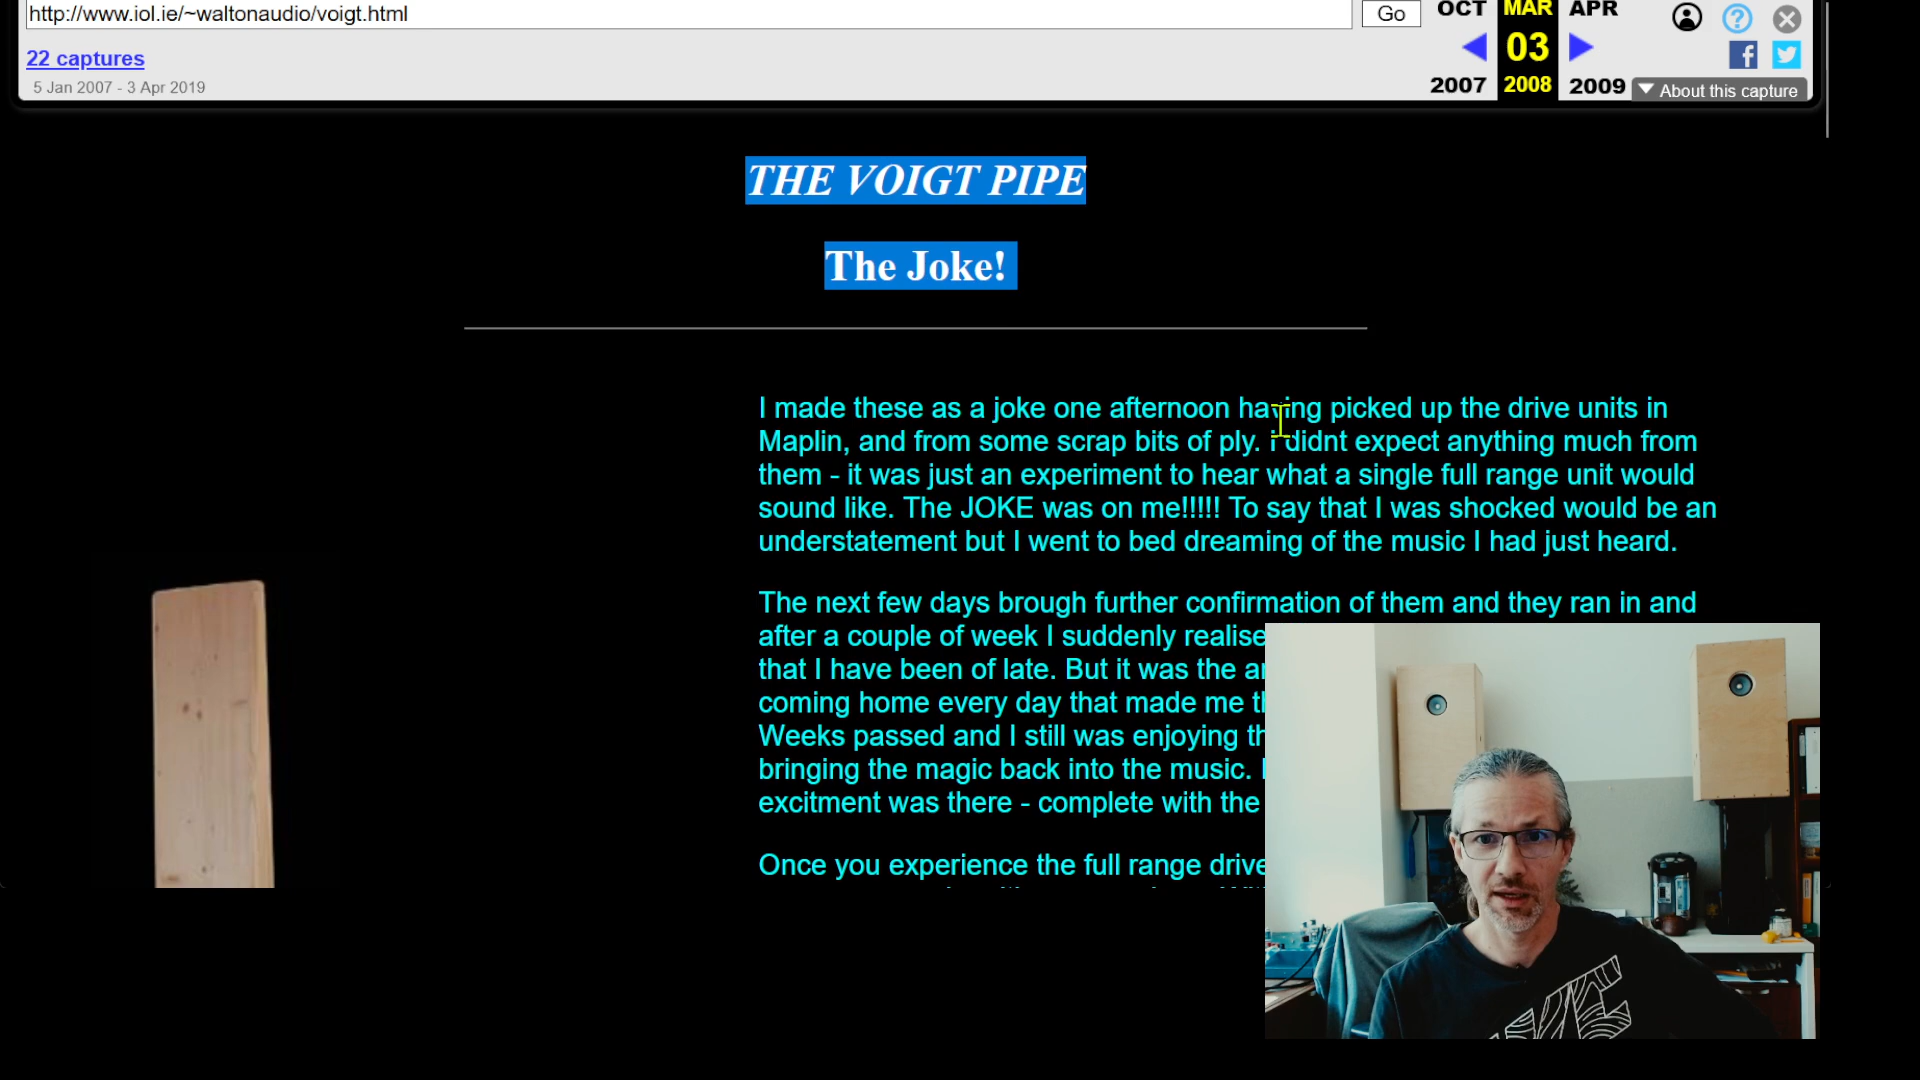 http://www.iol.ie/~waltonaudio/voigt.html
Go
OCT MAR APR
22 captures
03
5 Jan 2007 - 3 Apr 2019
2007 2008 2009
About this capture
THE VOIGT PIPE
The Joke!
I made these as a joke one afternoon having picked up the drive units in
Maplin, and from some scrap bits of ply. i didnt expect anything much from
them - it was just an experiment to hear what a single full range unit would
sound like. The JOKE was on me!!!!! To say that I was shocked would be an
understatement but I went to bed dreaming of the music I had just heard.
The next few days brough further confirmation of them and they ran in and
after a couple of week I suddenly realise
that I have been of late. But it was the
coming home every day that made me
Weeks passed and I still was enjoying
bringing the magic back into the music.
excitment was there - complete with the
Once you experience the full range drive